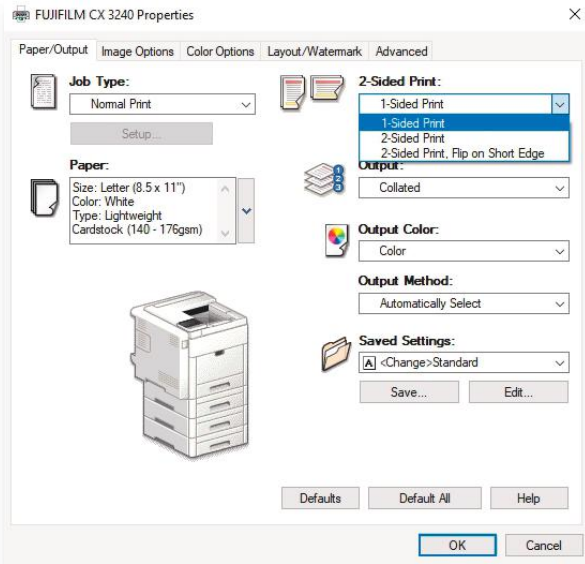 FUJIFILM CX 3240 Properties
Paper/Output Image Options Color Options Layout/Watermark Advanced
Job Type:
Normal Print
Setup...
Paper:
Size: Letter (8.5 x 11")
Color: White
Type: Lightweight
Cardstock (140 - 176gsm)
2-Sided Print:
1-Sided Print
1-Sided Print
2-Sided Print
2-Sided Print, Flip on Short Edge
Output:
1
2
3
Collated
Output Color:
Color
Output Method:
Automatically Select
Saved Settings:
A <Change>Standard
Save... Edit...
Defaults Default All Help
OK Cancel